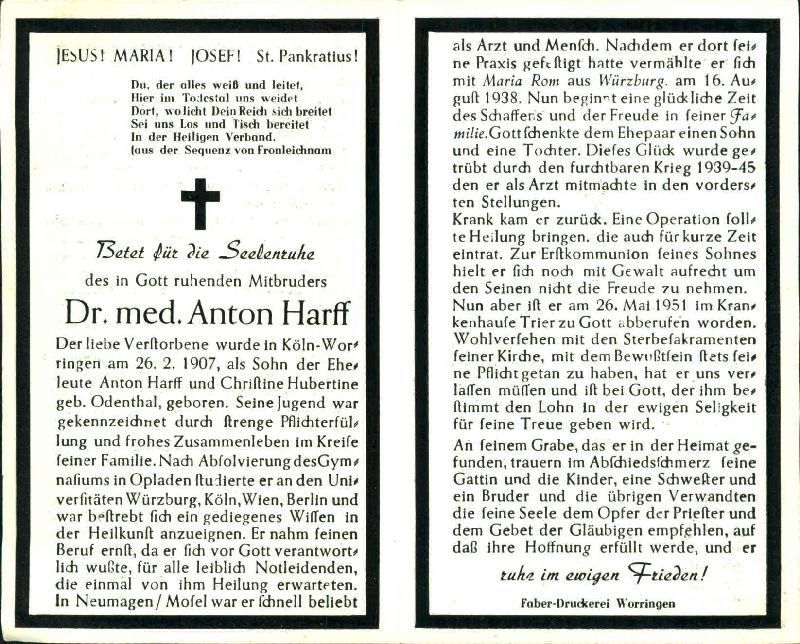 JESUS! MARIA! JOSEF! St. Pankratius!
Du, der alles weiß und leitet,
Hier im Todestal uns weidet
Dort, wo licht Dein Reich sich breitet
Sei uns Los und Tisch bereitet
In der Heiligen Verband.
(aus der Sequenz von Fronleichnam
Betet für die Seelenruhe
des in Gott ruhenden Mitbruders
Dr. med. Anton Harff
Der liebe Verstorbene wurde in Köln-Wor-
ringen am 26. 2. 1907, als Sohn der Ehe-
leute Anton Harff und Christine Hubertine
geb. Odenthal, geboren. Seine Jugend war
gekennzeichnet durch strenge Pflichterfül-
lung und frohes Zusammenleben im Kreise
seiner Familie. Nach Absolvierung des Gym-
nasiums in Opladen studierte er an den Uni-
versitäten Würzburg, Köln, Wien, Berlin und
war bestrebt sich ein gediegenes Wissen in
der Heilkunst anzueignen. Er nahm seinen
Beruf ernst, da er sich vor Gott verantwort-
lich wußte, für alle leiblich Notleidenden,
die einmal von ihm Heilung erwarteten.
In Neumagen/Mosel war er schnell beliebt
als Arzt und Mensch. Nachdem er dort sei-
ne Praxis gefestigt hatte vermählte er sich
mit Maria Rom aus Würzburg. am 16. Au-
gust 1938. Nun beginnt eine glückliche Zeit
des Schaffens und der Freude in seiner Fa-
milie. Gott schenkte dem Ehepaar einen Sohn
und eine Tochter. Dieses Glück wurde ge-
trübt durch den furchtbaren Krieg 1939-45
den er als Arzt mitmachte in den vorders-
ten Stellungen.
Krank kam er zurück. Eine Operation soll-
te Heilung bringen. die auch für kurze Zeit
eintrat. Zur Erstkommunion seines Sohnes
hielt er sich noch mit Gewalt aufrecht um
den Seinen nicht die Freude zu nehmen.
Nun aber ist er am 26. Mai 1951 im Kran-
kenhause Trier zu Gott abberufen worden.
Wohlversehen mit den Sterbesakramenten
seiner Kirche, mit dem Bewußtsein stets sei-
ne Pflicht getan zu haben, hat er uns ver-
lassen müssen und ist bei Gott, der ihm be-
stimmt den Lohn in der ewigen Seligkeit
für seine Treue geben wird.
An seinem Grabe, das er in der Heimat ge-
funden, trauern im Abschiedsschmerz seine
Gattin und die Kinder, eine Schwester und
ein Bruder und die übrigen Verwandten
die seine Seele dem Opfer der Priester und
dem Gebet der Gläubigen empfehlen, auf
daß ihre Hoffnung erfüllt werde, und er
ruhe im ewigen Frieden!
Faber-Druckerei Worringen